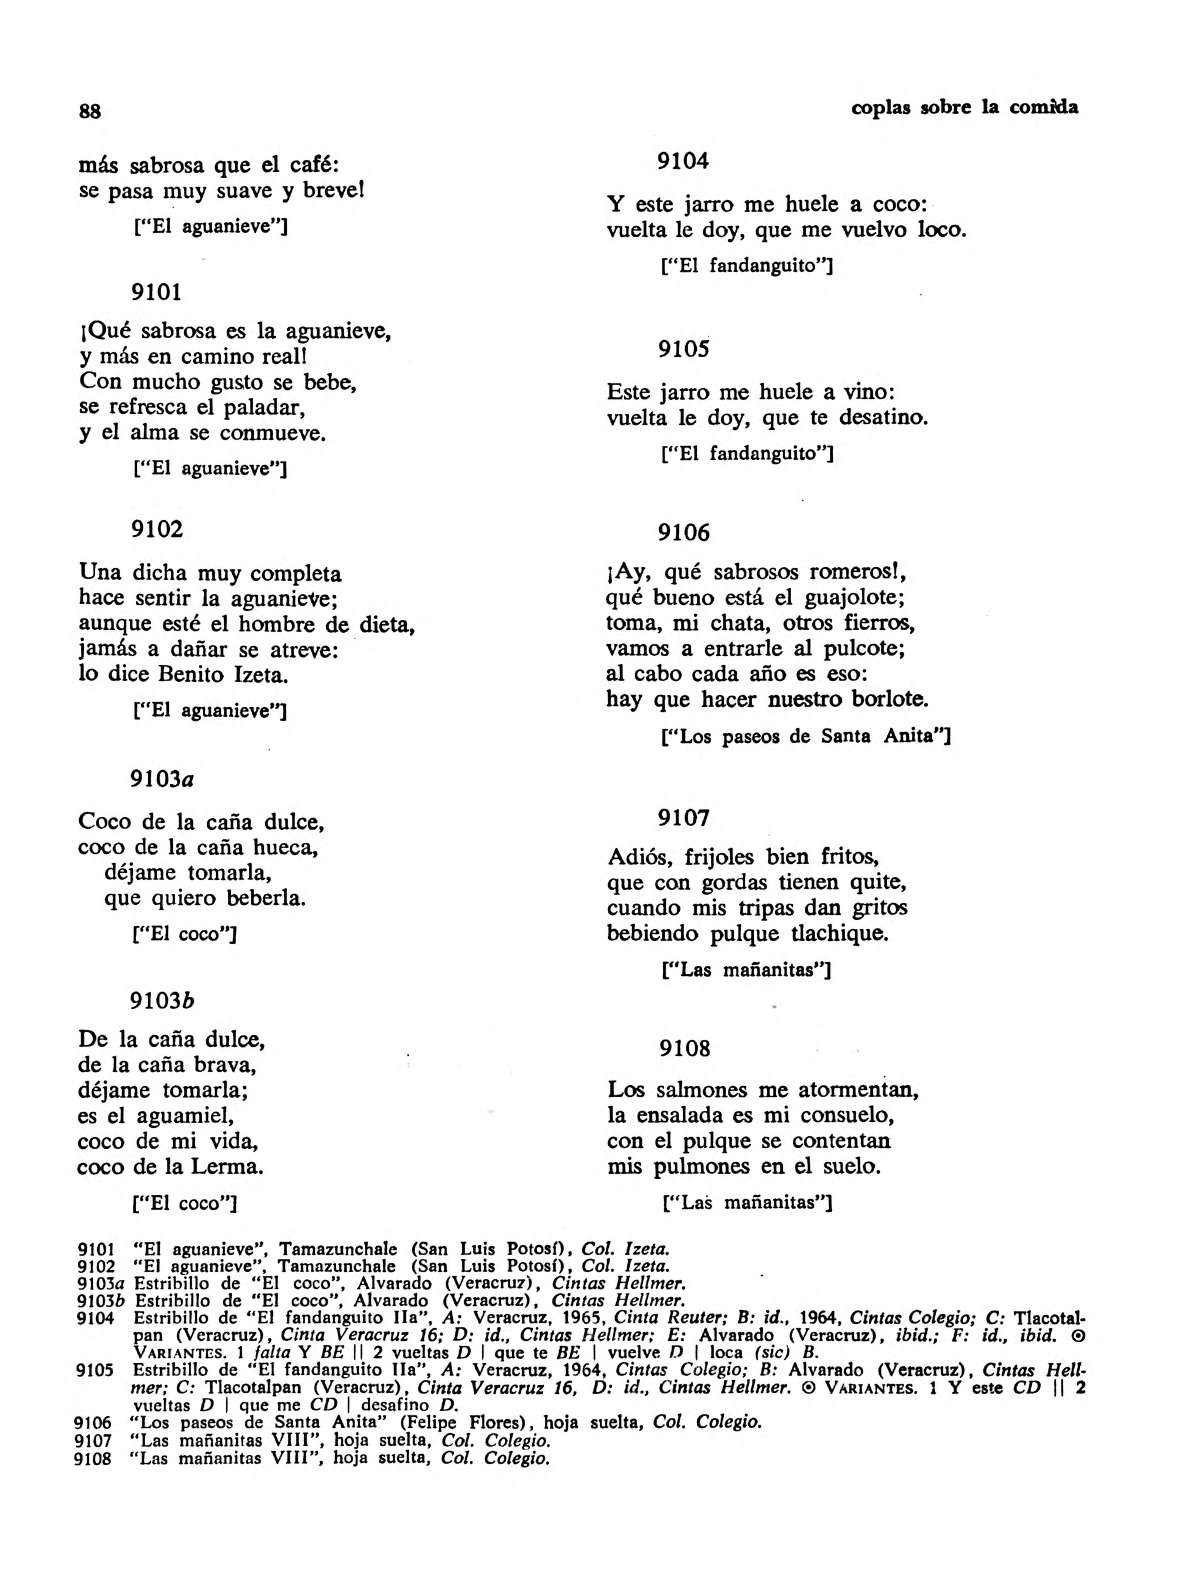 88
coplas sobre la comida
más sabrosa que el café:
se pasa muy suave y breve!
["El aguanieve"]
9101
¡Qué sabrosa es la aguanieve,
y más en camino real!
Con mucho gusto se bebe,
se refresca el paladar,
y el alma se conmueve.
["El aguanieve"]
9102
Una dicha muy completa
hace sentir la aguanieve;
aunque esté el hombre de dieta,
jamás a dañar se atreve:
lo dice Benito Izeta.
["El aguanieve"]
9103a
Coco de la caña dulce,
coco de la caña hueca,
déjame tomarla,
que quiero beberla.
["El coco"]
9103b
De la caña dulce,
de la caña brava,
déjame tomarla;
es el aguamiel,
coco de mi vida,
coco de la Lerma.
["El coco"]
9104
Y este jarro me huele a coco:
vuelta le doy, que me vuelvo loco.
["El fandanguito"]
9105
Este jarro me huele a vino:
vuelta le doy, que te desatino.
["El fandanguito"]
9106
¡Ay, qué sabrosos romeros!,
qué bueno está el guajolote;
toma, mi chata, otros fierros,
vamos a entrarle al pulcote;
al cabo cada año es eso:
hay que hacer nuestro borlote.
["Los paseos de Santa Anita"]
9107
Adiós, frijoles bien fritos,
que con gordas tienen quite,
cuando mis tripas dan gritos
bebiendo pulque tlachique.
["Las mañanitas"]
9108
Los salmones me atormentan,
la ensalada es mi consuelo,
con el pulque se contentan
mis pulmones en el suelo.
["Las mañanitas"]
9101 "El aguanieve", Tamazunchale (San Luis Potosí), Col. Izeta.
9102 "El aguanieve", Tamazunchale (San Luis Potosí), Col. Izeta.
9103a Estribillo de "El coco", Alvarado (Veracruz), Cintas Hellmer.
9103b Estribillo de "El coco", Alvarado (Veracruz), Cintas Hellmer.
9104 Estribillo de "El fandanguito IIa", A: Veracruz, 1965, Cinta Reuter; B: id., 1964, Cintas Colegio; C: Tlacotal-
pan (Veracruz), Cinta Veracruz 16; D: id., Cintas Hellmer; E: Alvarado (Veracruz), ibid.; F: id., ibid. ⊙
VARIANTES. 1 falta Y BE || 2 vueltas D | que te BE | vuelve D | loca (sic) B.
9105 Estribillo de "El fandanguito IIa", A: Veracruz, 1964, Cintas Colegio; B: Alvarado (Veracruz), Cintas Hell-
mer; C: Tlacotalpan (Veracruz), Cinta Veracruz 16, D: id., Cintas Hellmer. ⊙ VARIANTES. 1 Y este CD || 2
vueltas D | que me CD | desafino D.
9106 "Los paseos de Santa Anita" (Felipe Flores), hoja suelta, Col. Colegio.
9107 "Las mañanitas VIII", hoja suelta, Col. Colegio.
9108 "Las mañanitas VIII", hoja suelta, Col. Colegio.